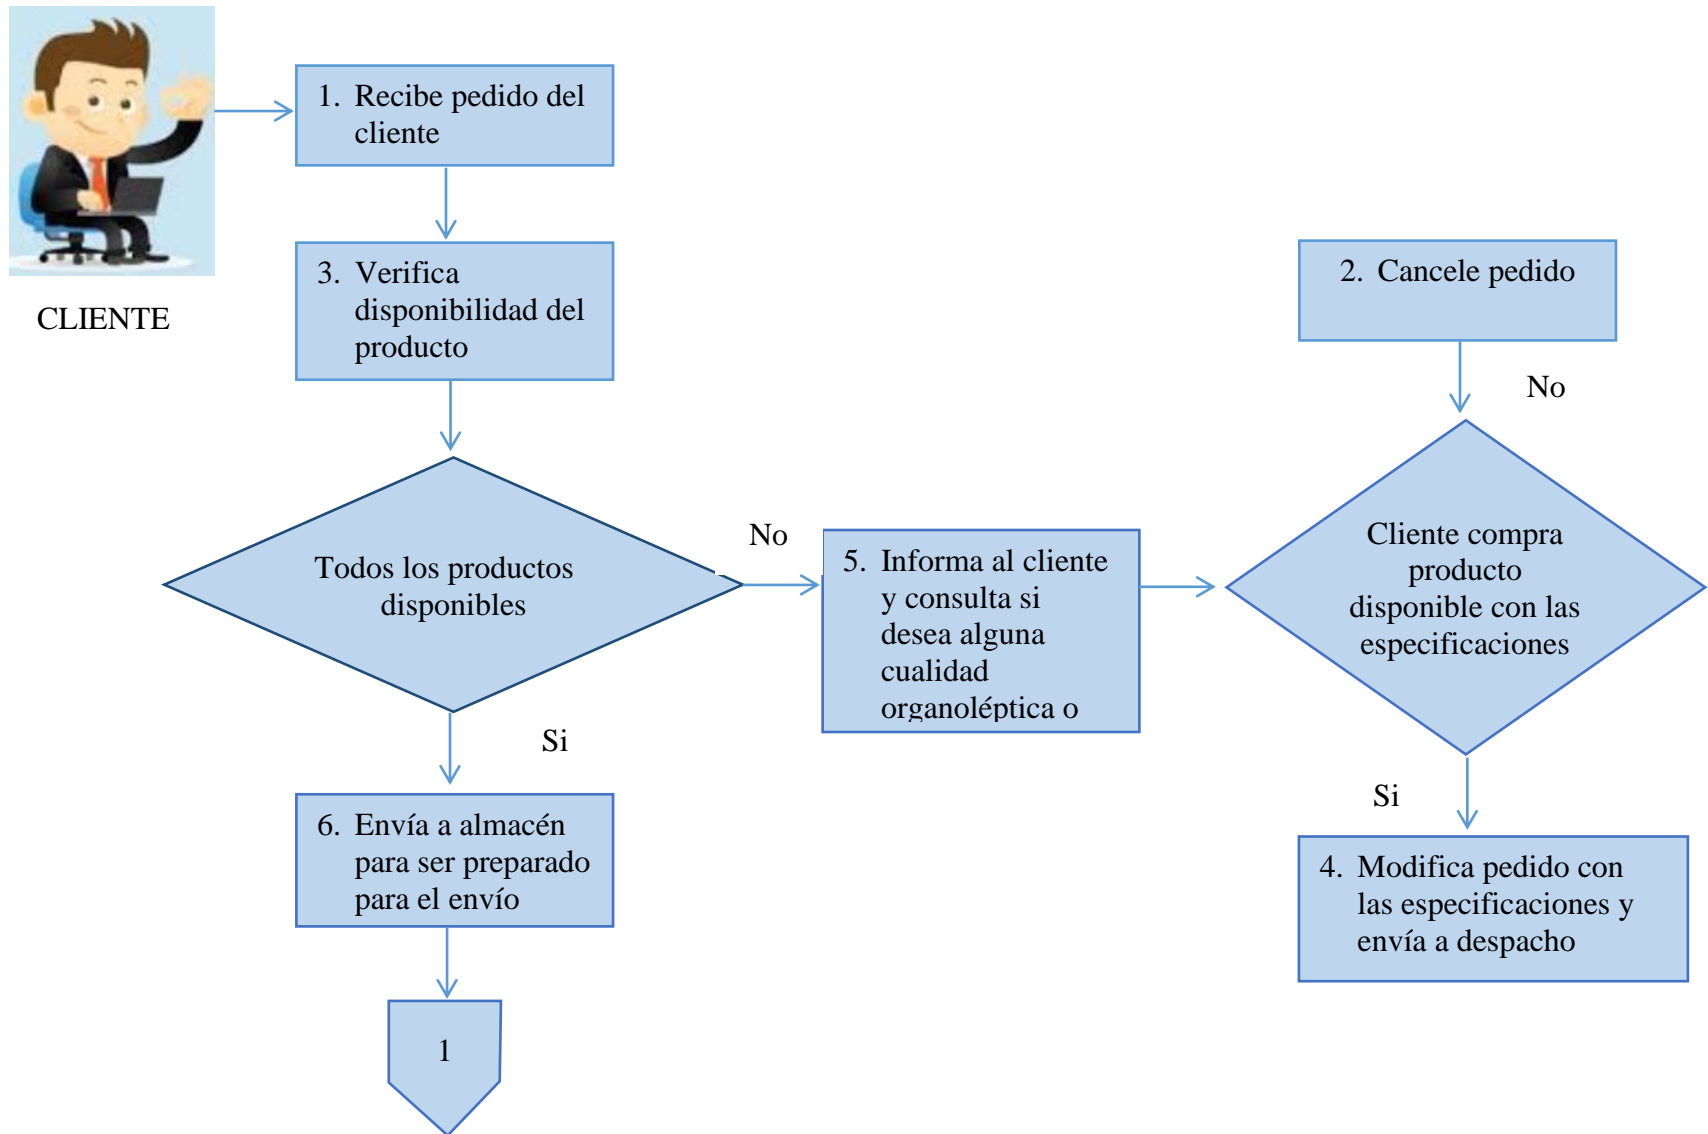 1. Recibe pedido del
cliente
CLIENTE
3. Verifica
disponibilidad del
producto
2. Cancele pedido
No
Todos los productos
disponibles
No
5. Informa al cliente
y consulta si
desea alguna
cualidad
organoléptica o
Cliente compra
producto
disponible con las
especificaciones
Si
Si
6. Envía a almacén
para ser preparado
para el envío
4. Modifica pedido con
las especificaciones y
envía a despacho
1